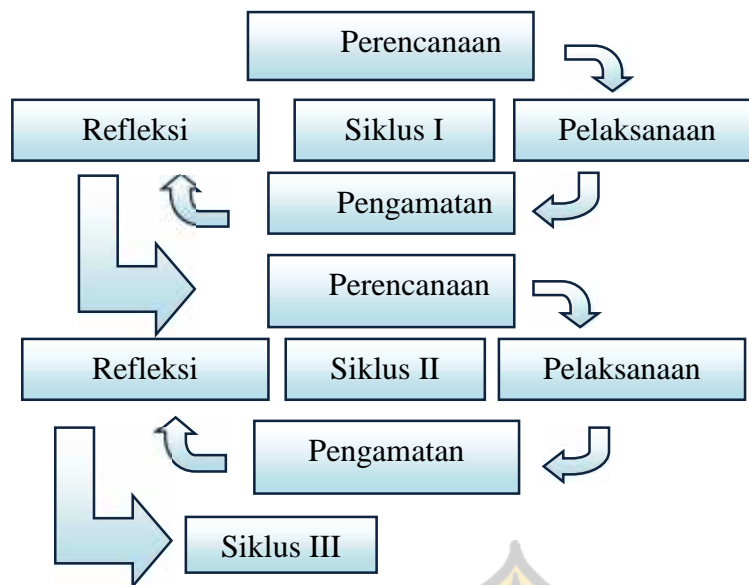 Perencanaan
Refleksi
Siklus I
Pelaksanaan
Pengamatan
Perencanaan
Refleksi
Siklus II
Pelaksanaan
Pengamatan
Siklus III